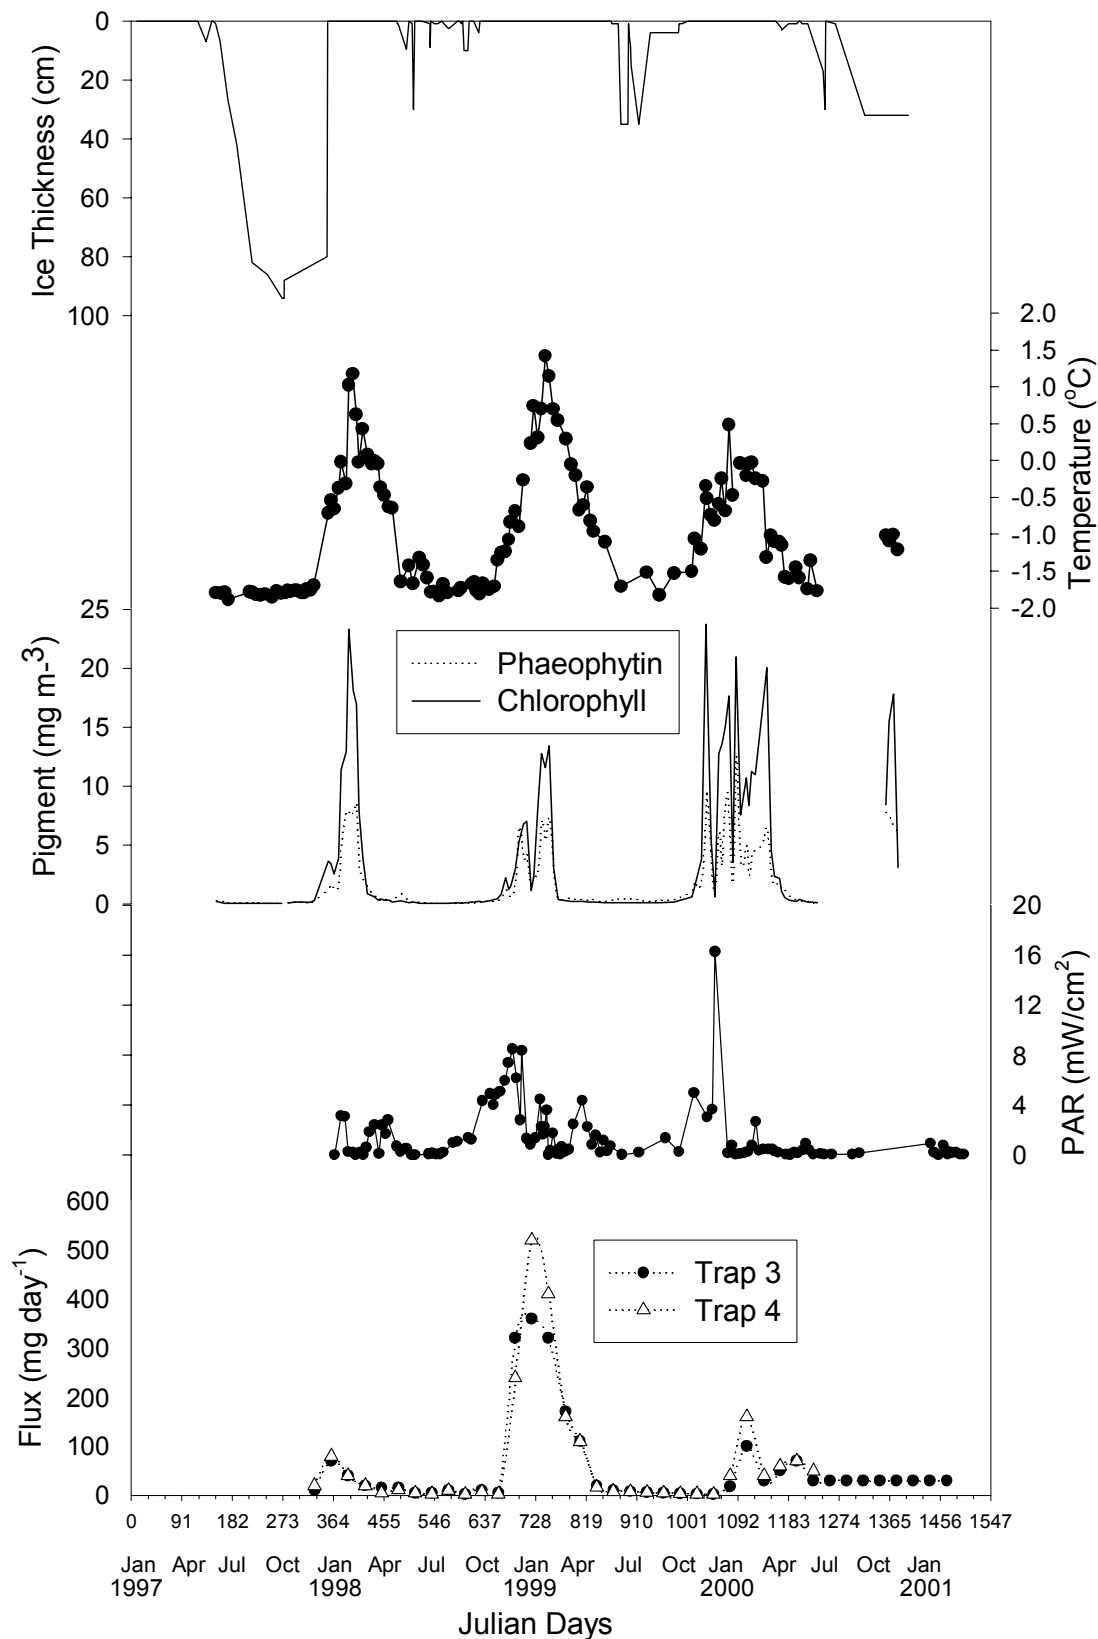 Ice Thickness (cm)
0
20
40
60
80
100
Temperature (°C)
2.0
1.5
1.0
0.5
0.0
-0.5
-1.0
-1.5
-2.0
Pigment (mg m-³)
25
20
15
10
5
0
Phaeophytin
Chlorophyll
PAR (mW/cm²)
20
16
12
8
4
0
Flux (mg day⁻¹)
600
500
400
300
200
100
0
Trap 3
Trap 4
0 91 182 273 364 455 546 637 728 819 910 1001 1092 1183 1274 1365 1456 1547
Jan Apr Jul Oct Jan Apr Jul Oct Jan Apr Jul Oct Jan Apr Jul Oct Jan
1997 1998 1999 2000 2001
Julian Days